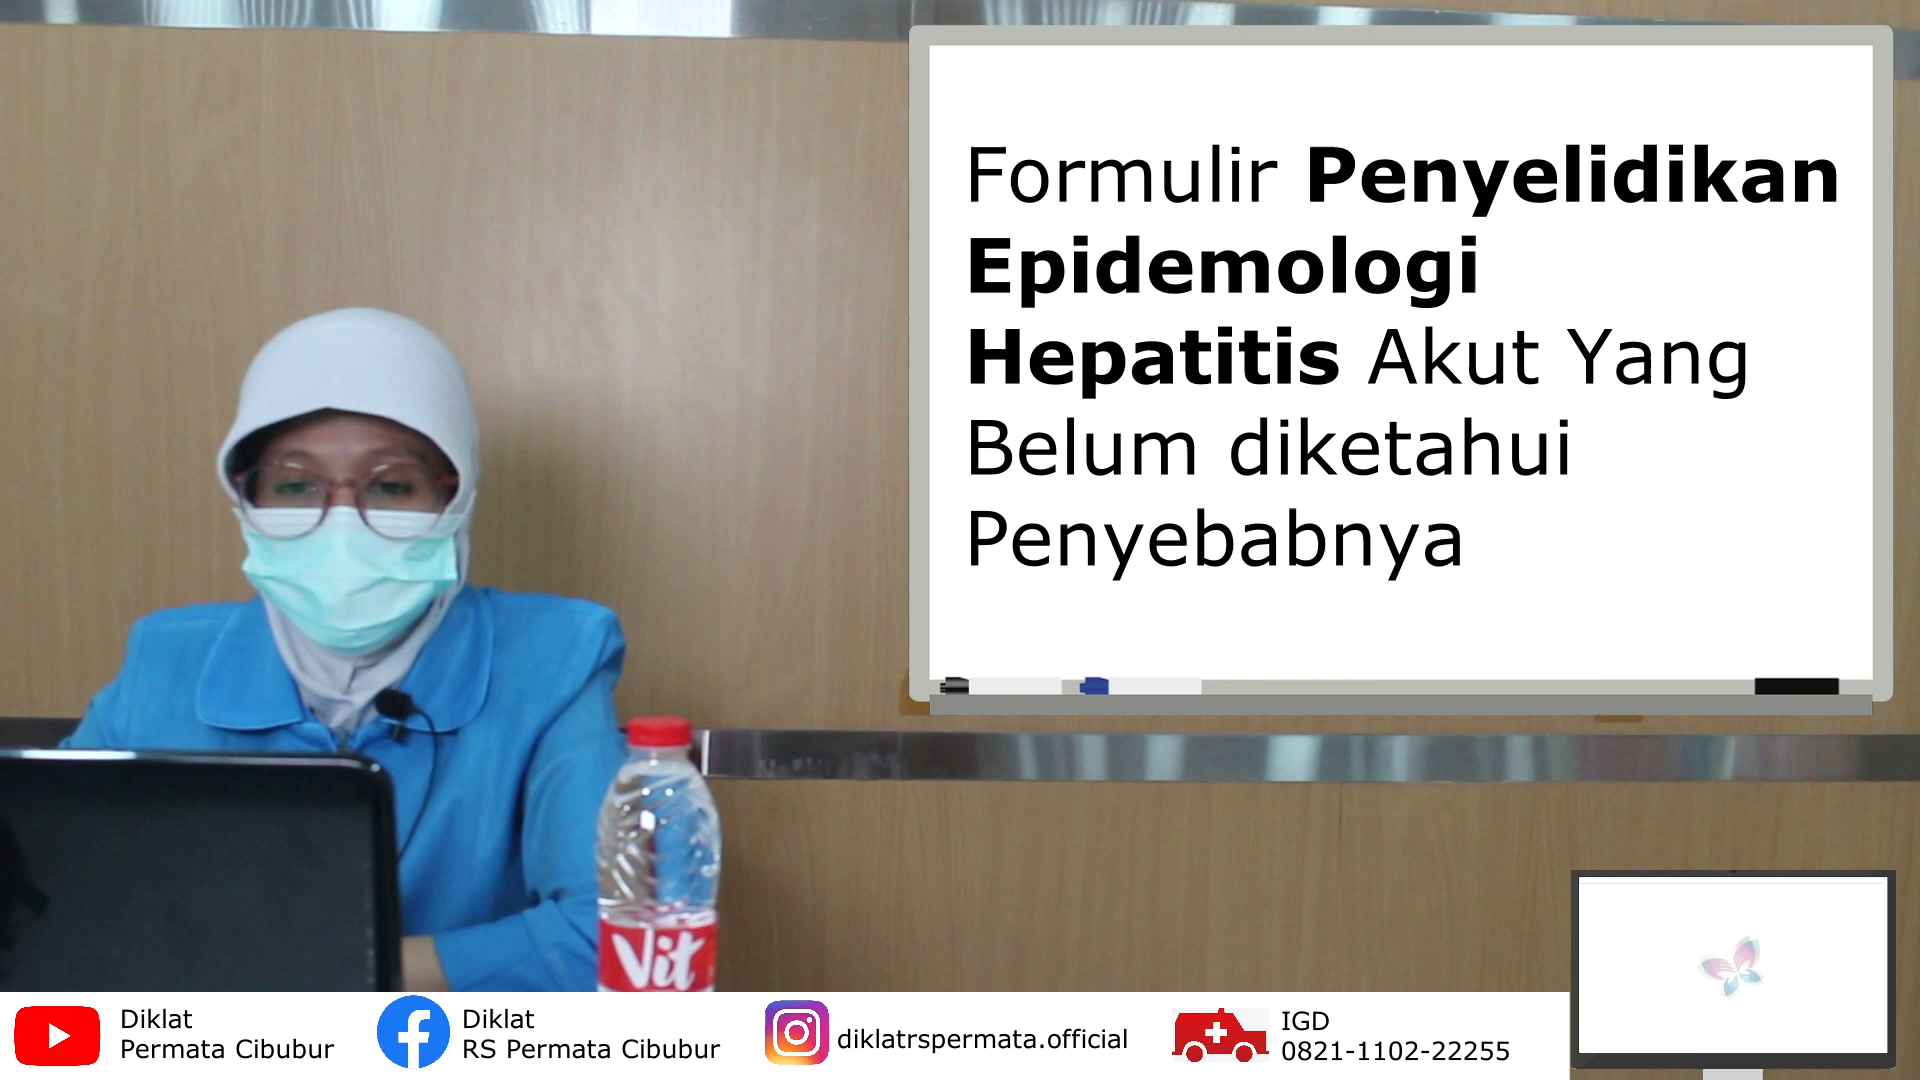 Formulir Penyelidikan
Epidemologi
Hepatitis Akut Yang
Belum diketahui
Penyebabnya
Vit
Diklat
Permata Cibubur
Diklat
RS Permata Cibubur
diklatrspermata.official
IGD
0821-1102-22255